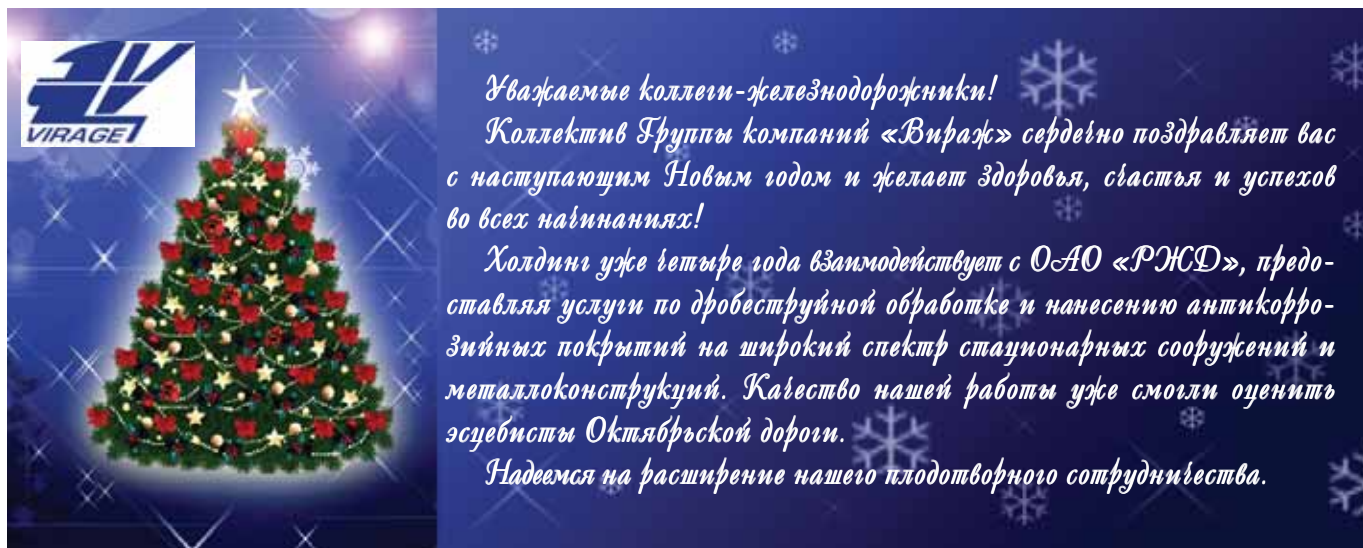 VIRAGE
Уважаемые коллеги-железнодорожники!
Коллектив Группы компаний «Вираж» сердечно поздравляет вас
с наступающим Новым годом и желает здоровья, счастья и успехов
во всех начинаниях!
Холдинг уже четыре года взаимодействует с ОАО «РЖД», предо-
ставляя услуги по дробеструйной обработке и нанесению антикорро-
зийных покрытий на широкий спектр стационарных сооружений и
металлоконструкций. Качество нашей работы уже смогли оценить
эсцебисты Октябрьской дороги.
Надеемся на расширение нашего плодотворного сотрудничества.